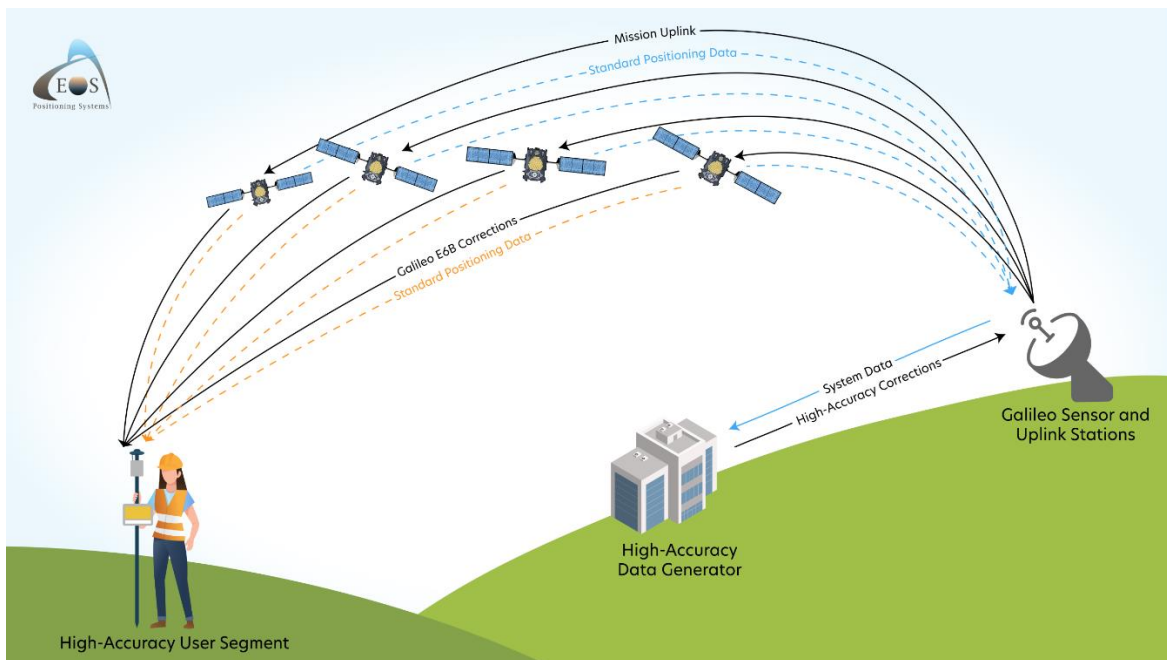 Mission Uplink
Standard Positioning Data
EOS
Positioning Systems
Galileo E6B Corrections
Standard Positioning Data
System Data
High-Accuracy Corrections
Galileo Sensor and
Uplink Stations
High-Accuracy
Data Generator
High-Accuracy User Segment